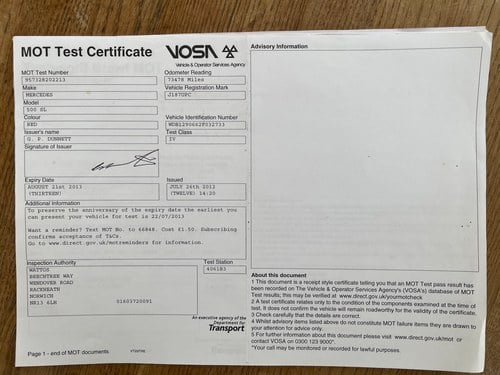 MOT Test Certificate
VOSA
Vehicle & Operator Services Agency
MOT Test Number
957328202213
Odometer Reading
73478 Miles
Make
MERCEDES
Vehicle Registration Mark
J187UPC
Model
500 SL
Colour
RED
Vehicle Identification Number
WDB1290662F032733
Issuer's name
G. P. DUNNETT
Test Class
IV
Signature of Issuer
Expiry Date
AUGUST 21st 2013
(THIRTEEN)
Issued
JULY 26th 2012
(TWELVE) 14:20
Additional Information
To preserve the anniversary of the expiry date the earliest you
can present your vehicle for test is 22/07/2013
Want a reminder? Text MOT No. to 66848. Cost £1.50. Subscribing
confirms acceptance of T&Cs.
Go to www.direct.gov.uk/motreminders for information.
Inspection Authority
WATTOS
BEECHTREE WAY
WENDOVER ROAD
RACKHEATH
NORWICH
NR13 6LH 01603720091
Test Station
4061B3
An executive agency of the
Department for
Transport
Page 1 - end of MOT documents
Advisory Information
About this document
1 This document is a receipt style certificate telling you that an MOT Test pass result has
been recorded on The Vehicle & Operator Services Agency's (VOSA's) database of MOT
Test results; this may be verified at www.direct.gov.uk/yourmotcheck
2 A test certificate relates only to the condition of the components examined at the time of
test. It does not confirm the vehicle will remain roadworthy for the validity of the certificate.
3 Check carefully that the details are correct.
4 Whilst advisory items listed above do not constitute MOT failure items they are drawn to
your attention for advice only.
5 For further information about this document please visit www.direct.gov.uk/mot or
contact VOSA on 0300 123 9000*.
*Your call may be monitored or recorded for lawful purposes.